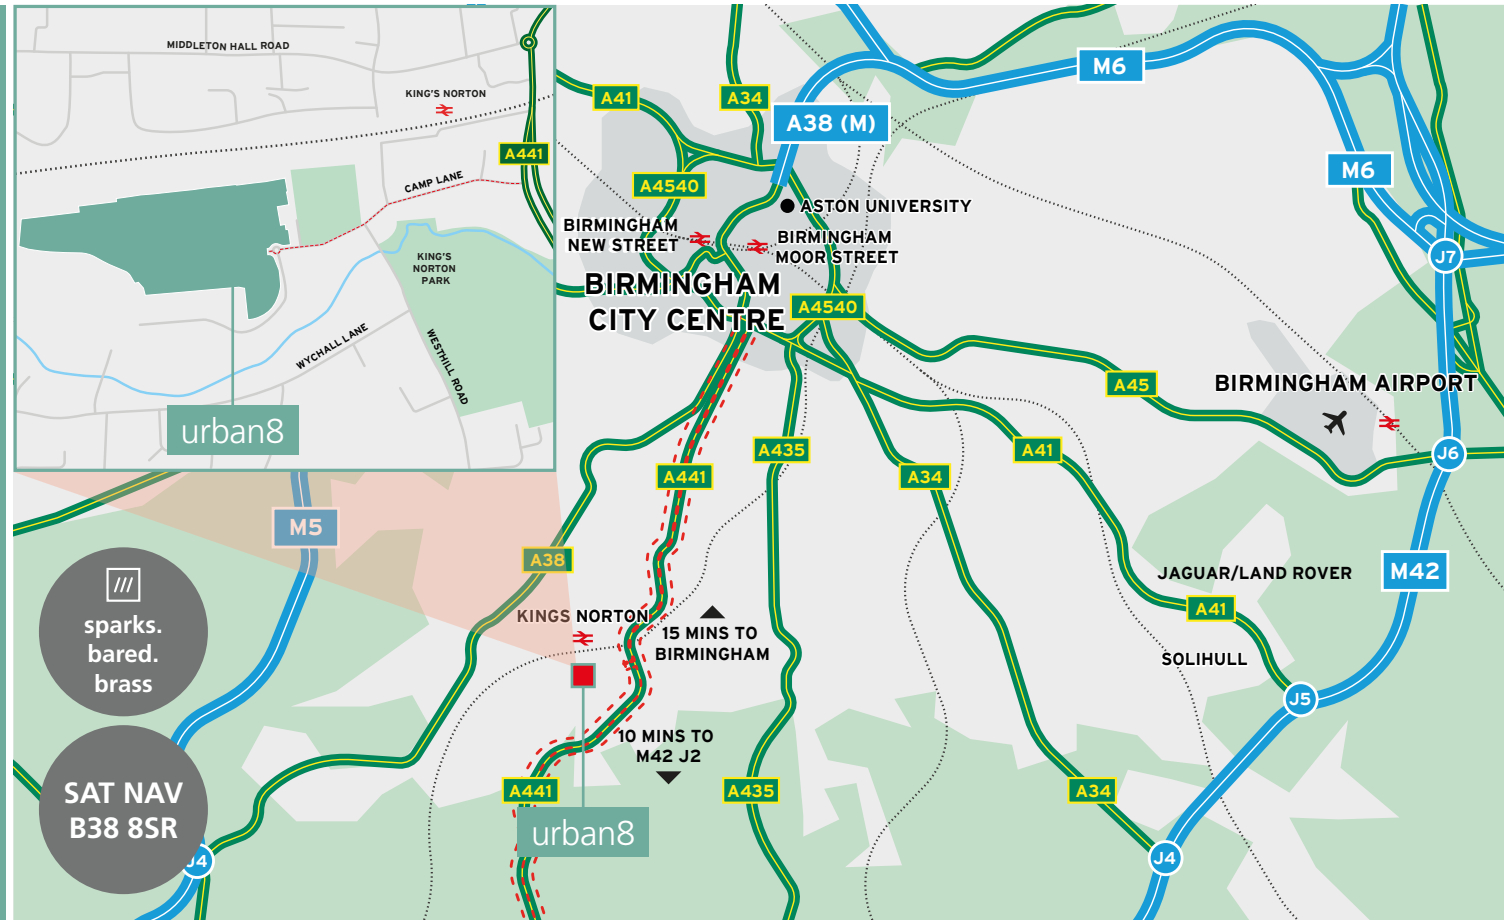 MIDDLETON HALL ROAD
KING'S NORTON
A441
CAMP LANE
KING'S
NORTON
PARK
WYCHALL LANE
WESTHILL ROAD
urban8
A41
A34
A38 (M)
M6
M6
A4540
ASTON UNIVERSITY
BIRMINGHAM
NEW STREET
BIRMINGHAM
MOOR STREET
J7
BIRMINGHAM
CITY CENTRE
A4540
A45
BIRMINGHAM AIRPORT
A435
A41
J6
A441
A34
M5
A38
M42
JAGUAR/LAND ROVER
A41
KINGS NORTON
15 MINS TO
BIRMINGHAM
SOLIHULL
J5
sparks.
bared.
brass
10 MINS TO
M42 J2
A441
A435
A34
SAT NAV
B38 8SR
urban8
J4
J4